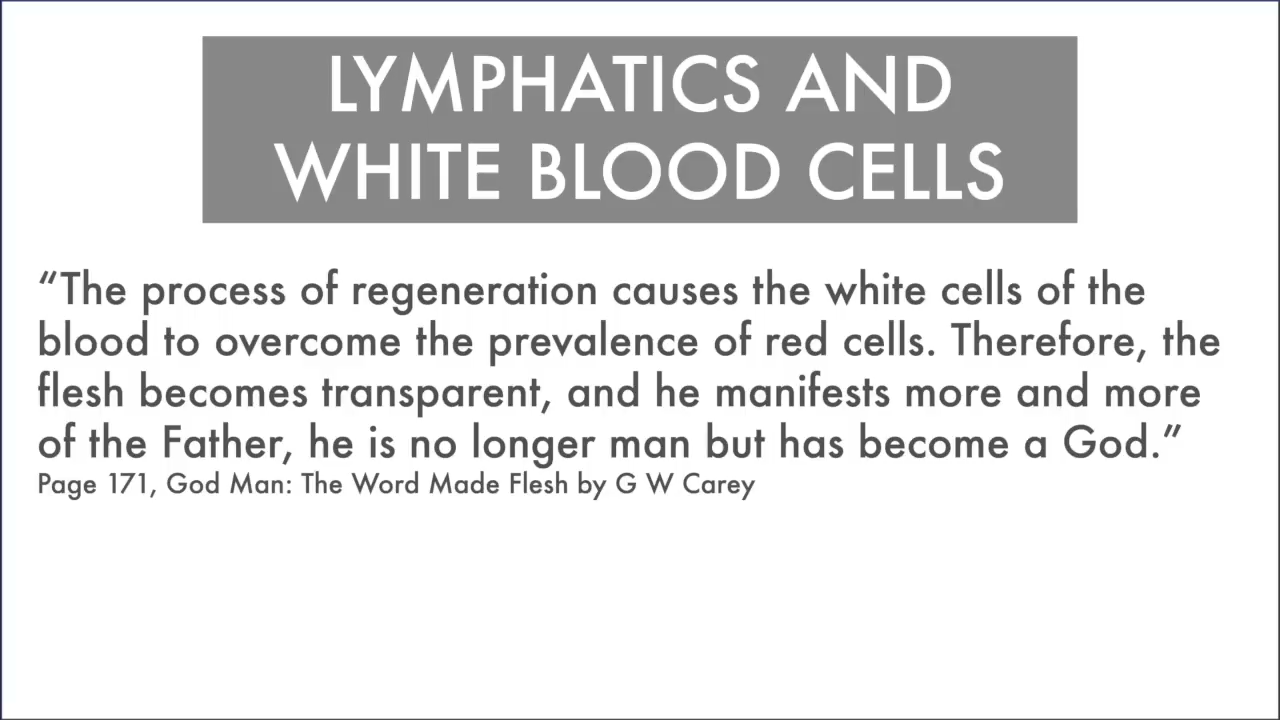 LYMPHATICS AND
WHITE BLOOD CELLS
“The process of regeneration causes the white cells of the
blood to overcome the prevalence of red cells. Therefore, the
flesh becomes transparent, and he manifests more and more
of the Father, he is no longer man but has become a God.”
Page 171, God Man: The Word Made Flesh by G W Carey